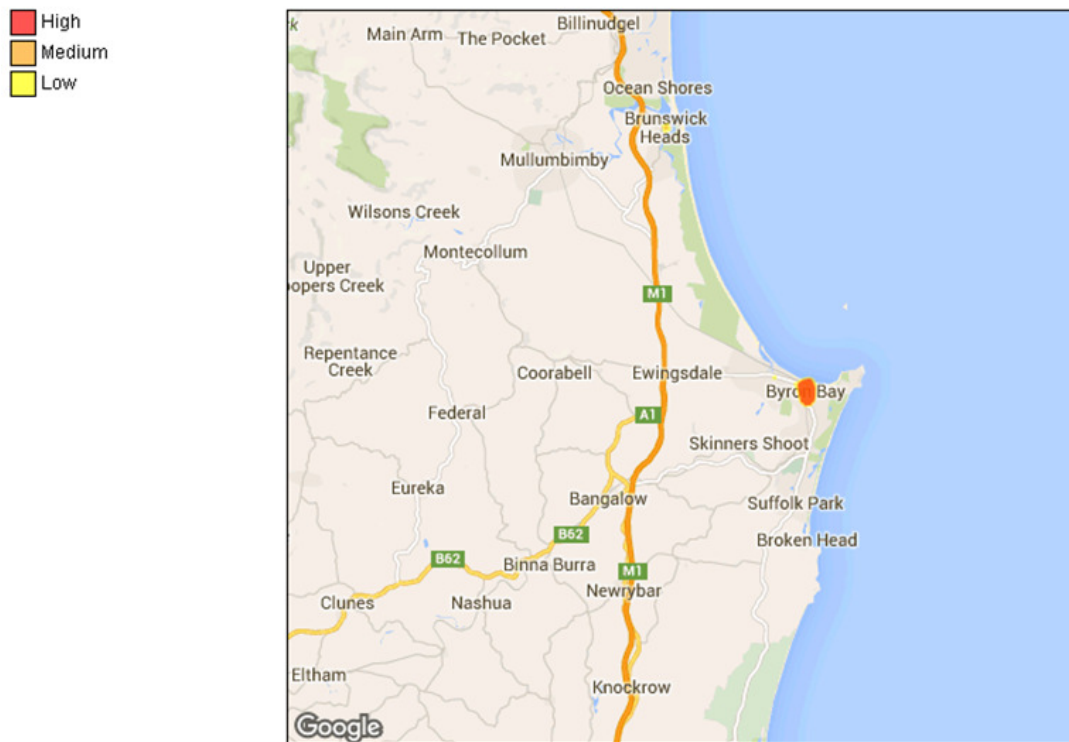 High
Medium
Low
Billinudgel
Main Arm
The Pocket
Ocean Shores
Brunswick
Heads
Mullumbimby
Wilsons Creek
Montecollum
Upper
oopers Creek
M1
Repentance
Creek
Coorabell
Ewingsdale
Byron Bay
A1
Federal
Skinners Shoot
Eureka
Bangalow
Suffolk Park
B62
Broken Head
B62
Binna Burra
M1
Newrybar
Clunes
Nashua
Eltham
Knockrow
Google